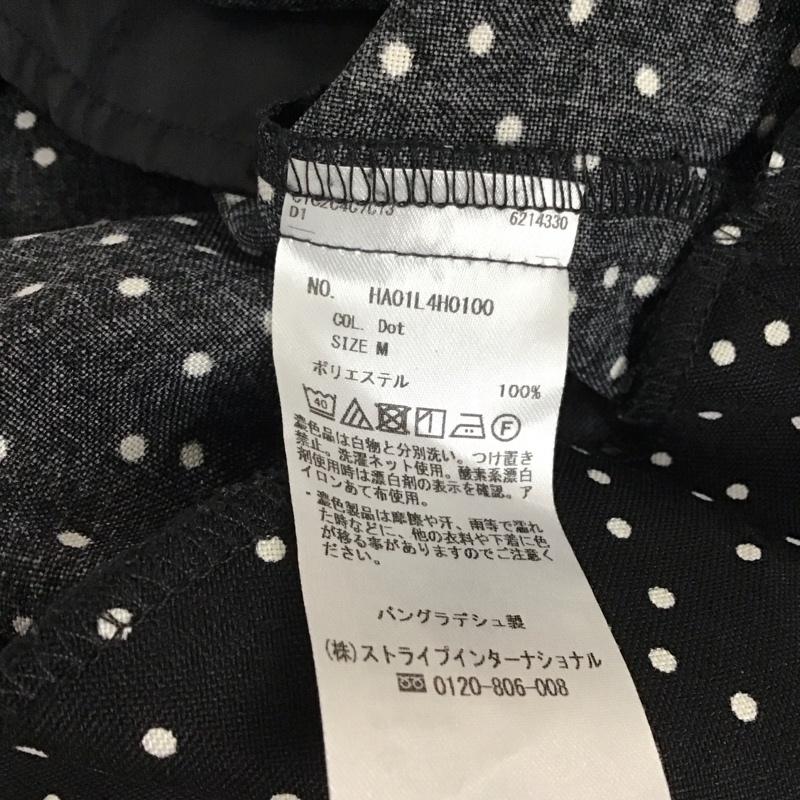 D1
6214330
NO. HA01L4H0100
COL. Dot
SIZE M
ポリエステル 100%
40 F
濃色品は白物と分別洗い。つけ置き
禁止。洗濯ネット使用。酸素系漂白
剤使用時は漂白剤の表示を確認。ア
イロンあて布使用。
・濃色製品は摩擦や汗、雨等で濡れ
た時などに、他の衣料や下着に色
が移る事がありますのでご注意く
ださい。
バングラデシュ製
(株)ストライプインターナショナル
0120-806-008